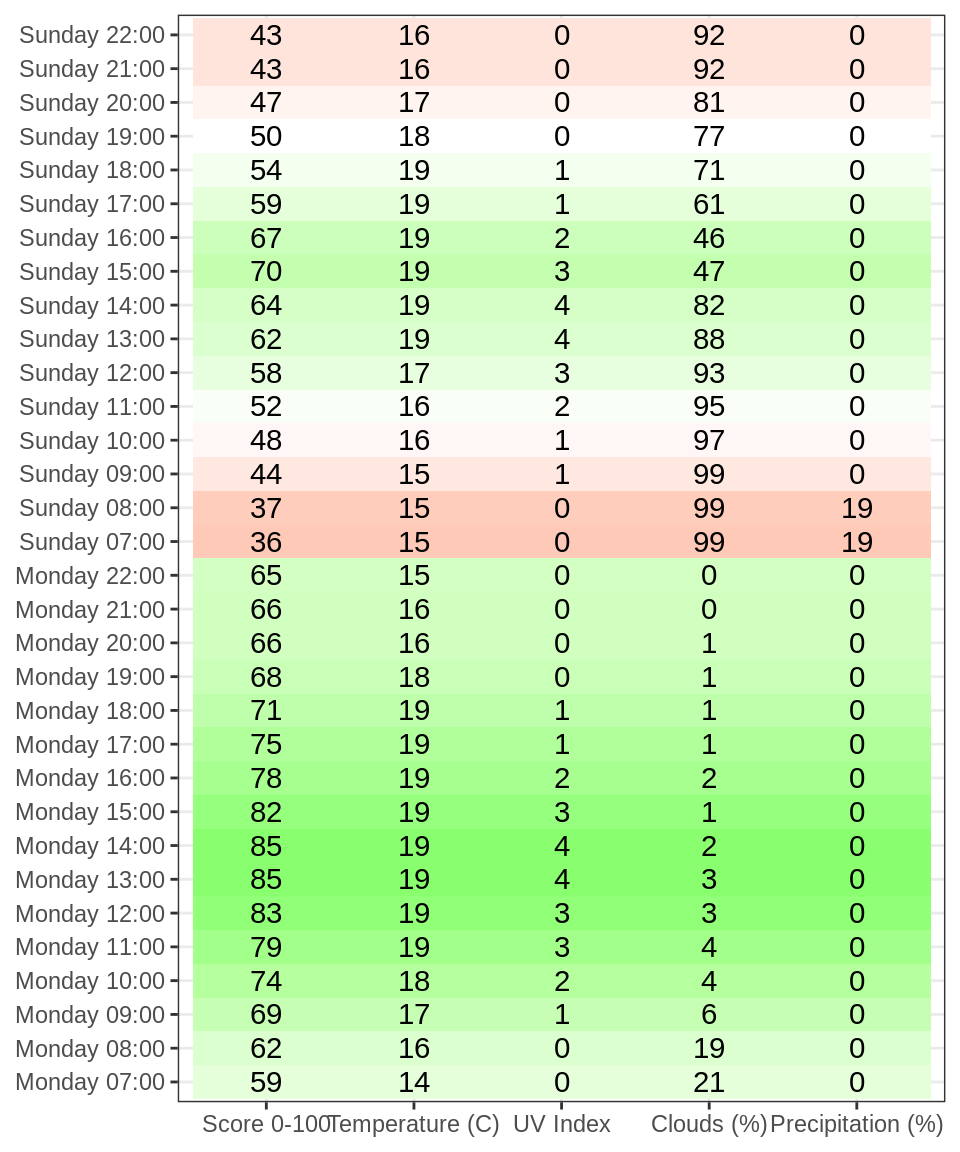 Sunday 22:00 43 16 0 92 0
Sunday 21:00 43 16 0 92 0
Sunday 20:00 47 17 0 81 0
Sunday 19:00 50 18 0 77 0
Sunday 18:00 54 19 1 71 0
Sunday 17:00 59 19 1 61 0
Sunday 16:00 67 19 2 46 0
Sunday 15:00 70 19 3 47 0
Sunday 14:00 64 19 4 82 0
Sunday 13:00 62 19 4 88 0
Sunday 12:00 58 17 3 93 0
Sunday 11:00 52 16 2 95 0
Sunday 10:00 48 16 1 97 0
Sunday 09:00 44 15 1 99 0
Sunday 08:00 37 15 0 99 19
Sunday 07:00 36 15 0 99 19
Monday 22:00 65 15 0 0 0
Monday 21:00 66 16 0 0 0
Monday 20:00 66 16 0 1 0
Monday 19:00 68 18 0 1 0
Monday 18:00 71 19 1 1 0
Monday 17:00 75 19 1 1 0
Monday 16:00 78 19 2 2 0
Monday 15:00 82 19 3 1 0
Monday 14:00 85 19 4 2 0
Monday 13:00 85 19 4 3 0
Monday 12:00 83 19 3 3 0
Monday 11:00 79 19 3 4 0
Monday 10:00 74 18 2 4 0
Monday 09:00 69 17 1 6 0
Monday 08:00 62 16 0 19 0
Monday 07:00 59 14 0 21 0
Score 0-100 Temperature (C) UV Index Clouds (%) Precipitation (%)